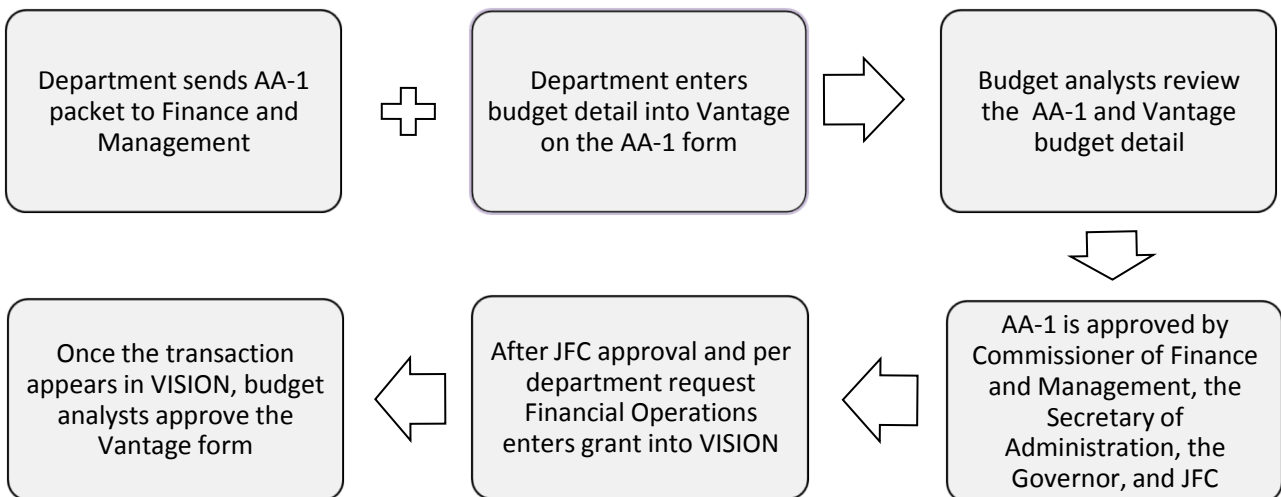 Department sends AA-1
packet to Finance and
Management
Department enters
budget detail into Vantage
on the AA-1 form
Budget analysts review
the AA-1 and Vantage
budget detail
AA-1 is approved by
Commissioner of Finance
and Management, the
Secretary of
Administration, the
Governor, and JFC
After JFC approval and per
department request
Financial Operations
enters grant into VISION
Once the transaction
appears in VISION, budget
analysts approve the
Vantage form